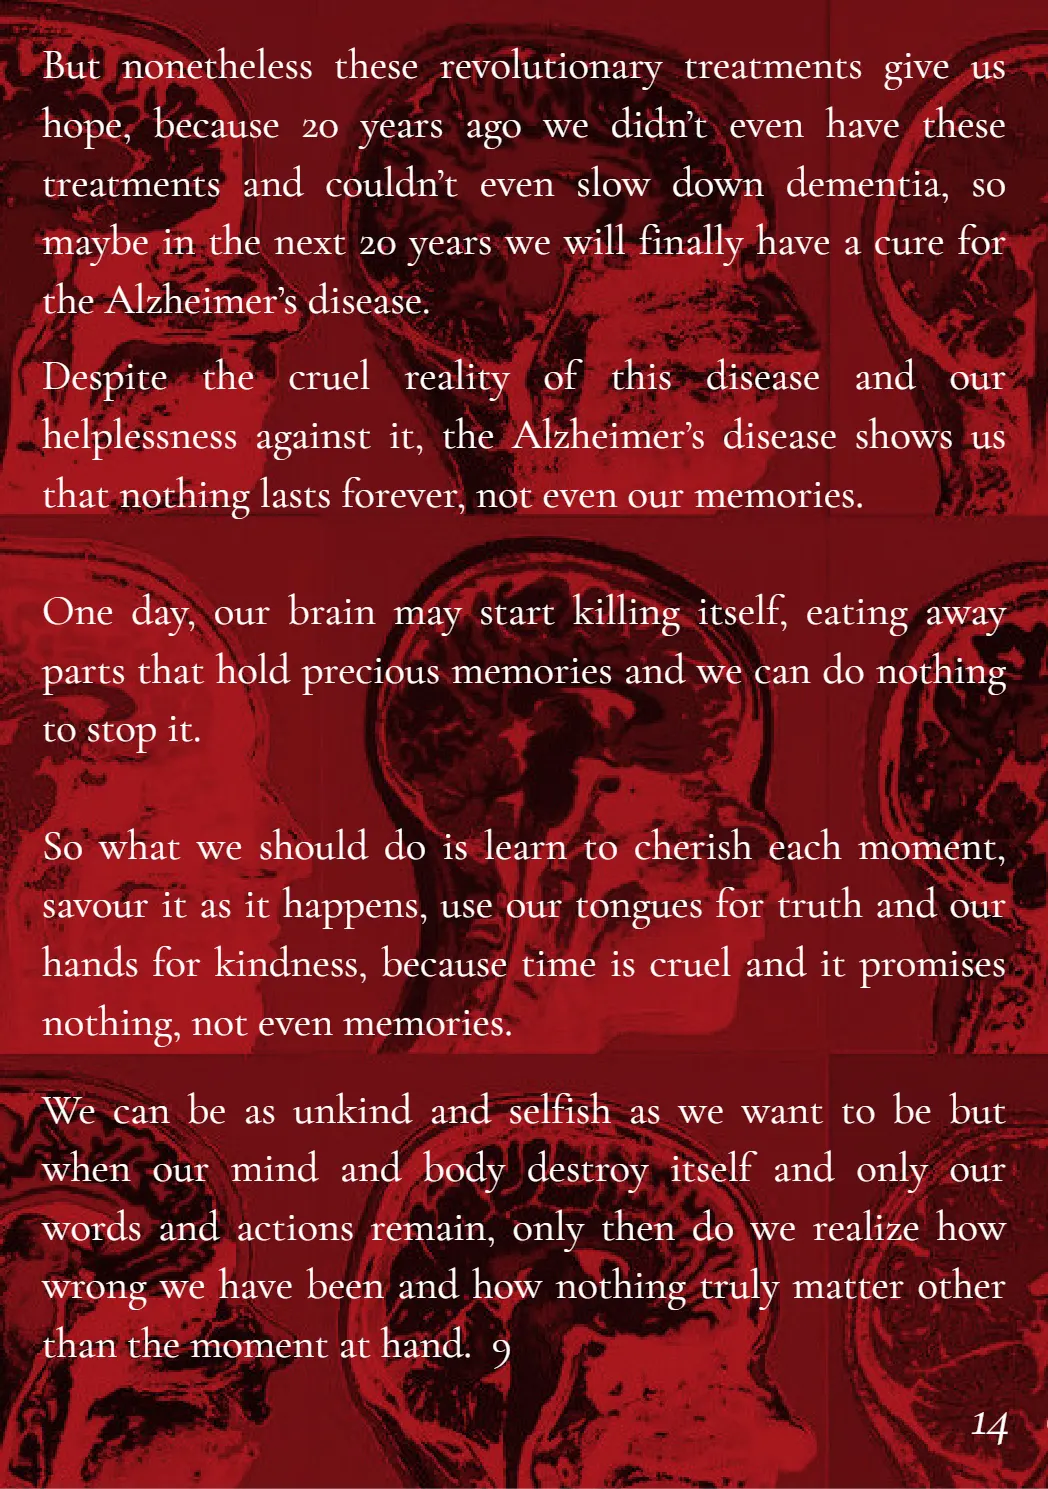 But nonetheless these revolutionary treatments give us
hope, because 20 years ago we didn’t even have these
treatments and couldn’t even slow down dementia, so
maybe in the next 20 years we will finally have a cure for
the Alzheimer’s disease.
Despite the cruel reality of this disease and our
helplessness against it, the Alzheimer’s disease shows us
that nothing lasts forever, not even our memories.
One day, our brain may start killing itself, eating away
parts that hold precious memories and we can do nothing
to stop it.
So what we should do is learn to cherish each moment,
savour it as it happens, use our tongues for truth and our
hands for kindness, because time is cruel and it promises
nothing, not even memories.
We can be as unkind and selfish as we want to be but
when our mind and body destroy itself and only our
words and actions remain, only then do we realize how
wrong we have been and how nothing truly matter other
than the moment at hand. 9
14